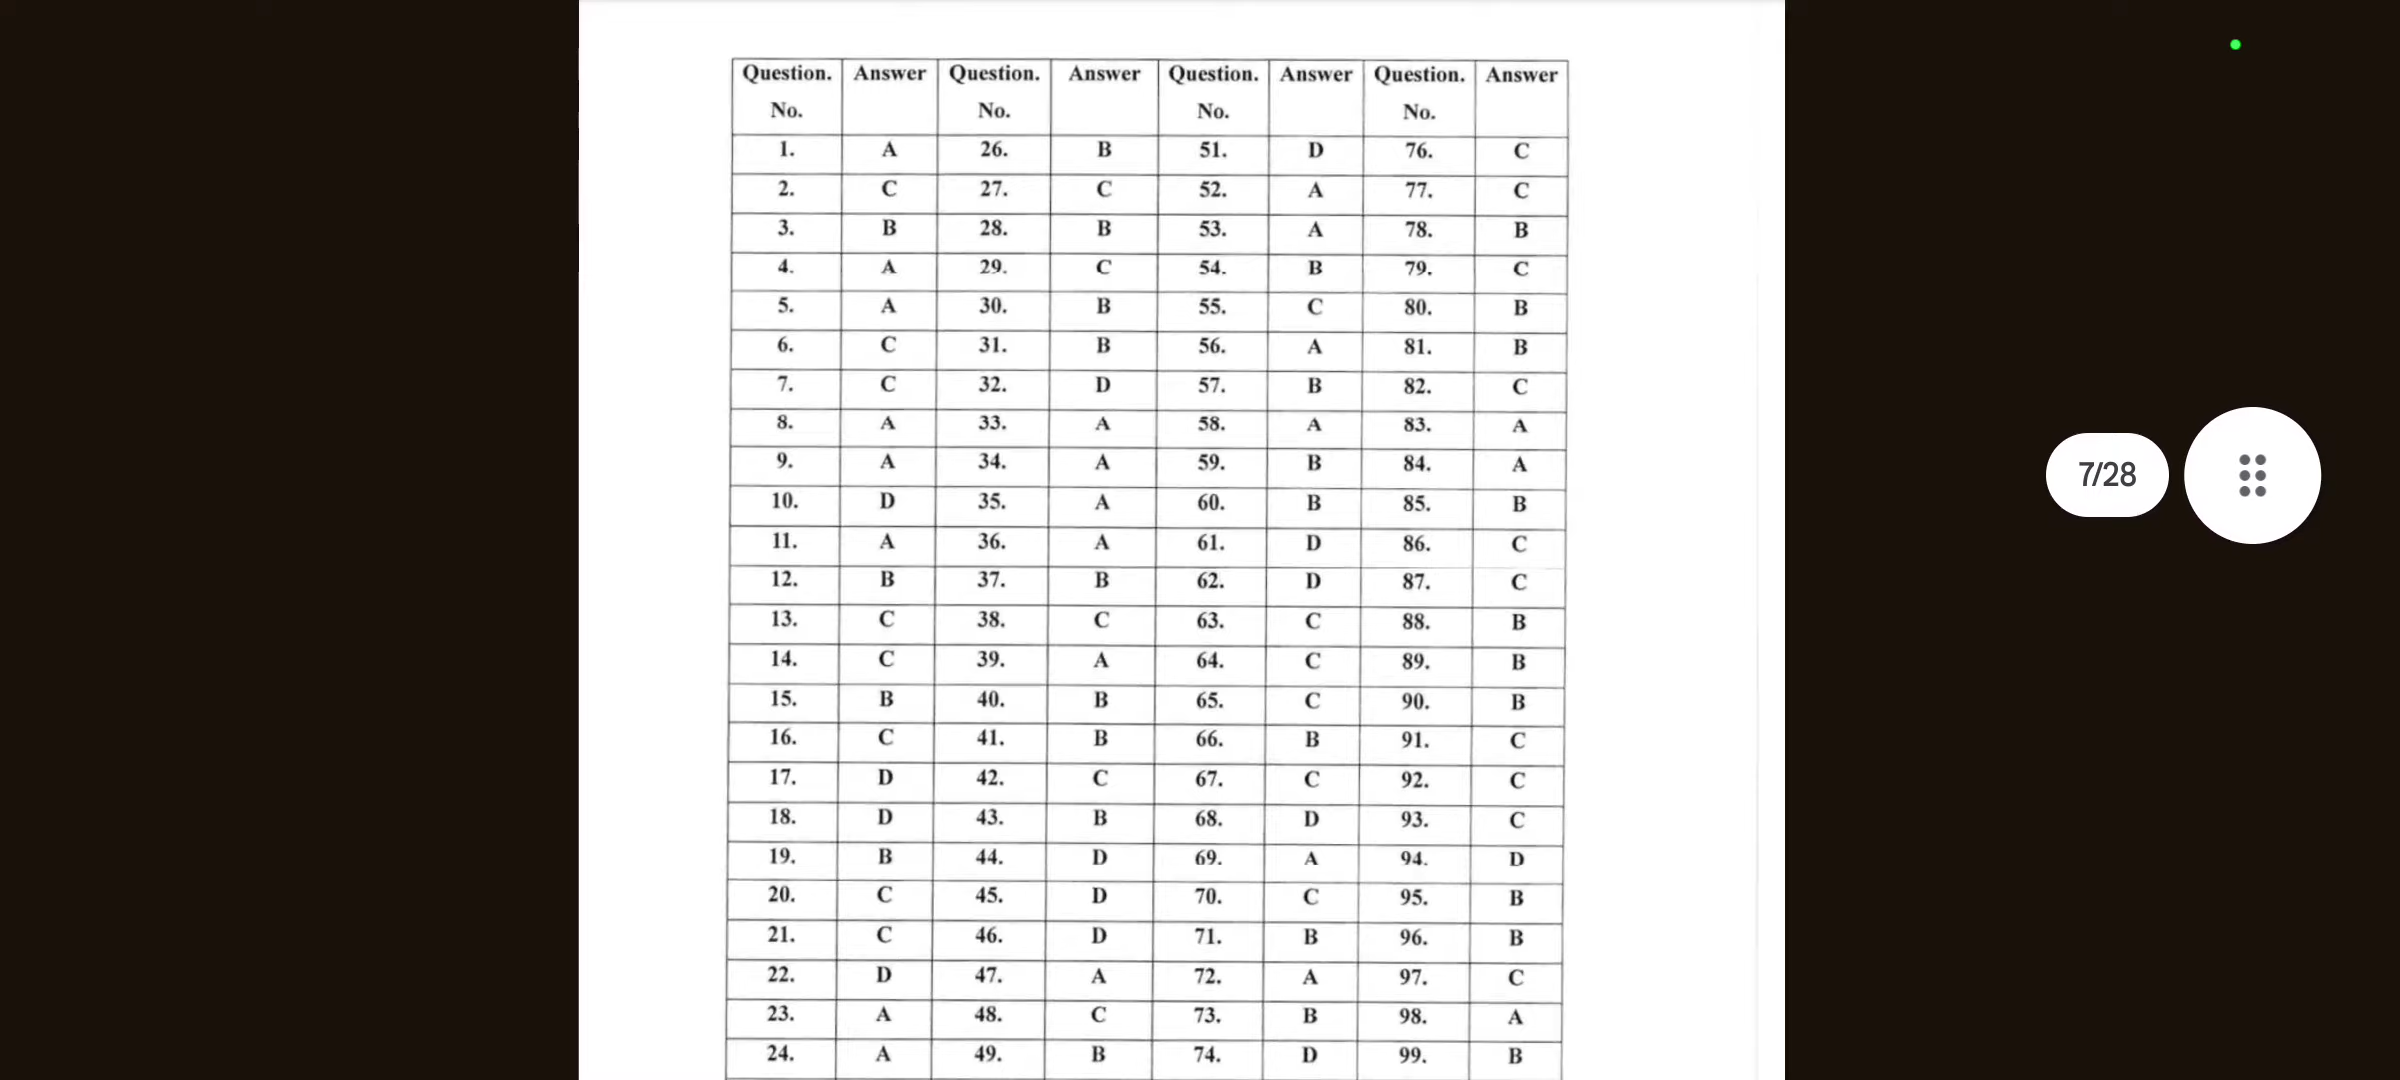 Question. No. Answer Question. No. Answer Question. No. Answer Question. No. Answer
1. A 26. B 51. D 76. C
2. C 27. C 52. A 77. C
3. B 28. B 53. A 78. B
4. A 29. C 54. B 79. C
5. A 30. B 55. C 80. B
6. C 31. B 56. A 81. B
7. C 32. D 57. B 82. C
8. A 33. A 58. A 83. A
9. A 34. A 59. B 84. A
10. D 35. A 60. B 85. B
11. A 36. A 61. D 86. C
12. B 37. B 62. D 87. C
13. C 38. C 63. C 88. B
14. C 39. A 64. C 89. B
15. B 40. B 65. C 90. B
16. C 41. B 66. B 91. C
17. D 42. C 67. C 92. C
18. D 43. B 68. D 93. C
19. B 44. D 69. A 94. D
20. C 45. D 70. C 95. B
21. C 46. D 71. B 96. B
22. D 47. A 72. A 97. C
23. A 48. C 73. B 98. A
24. A 49. B 74. D 99. B
7/28